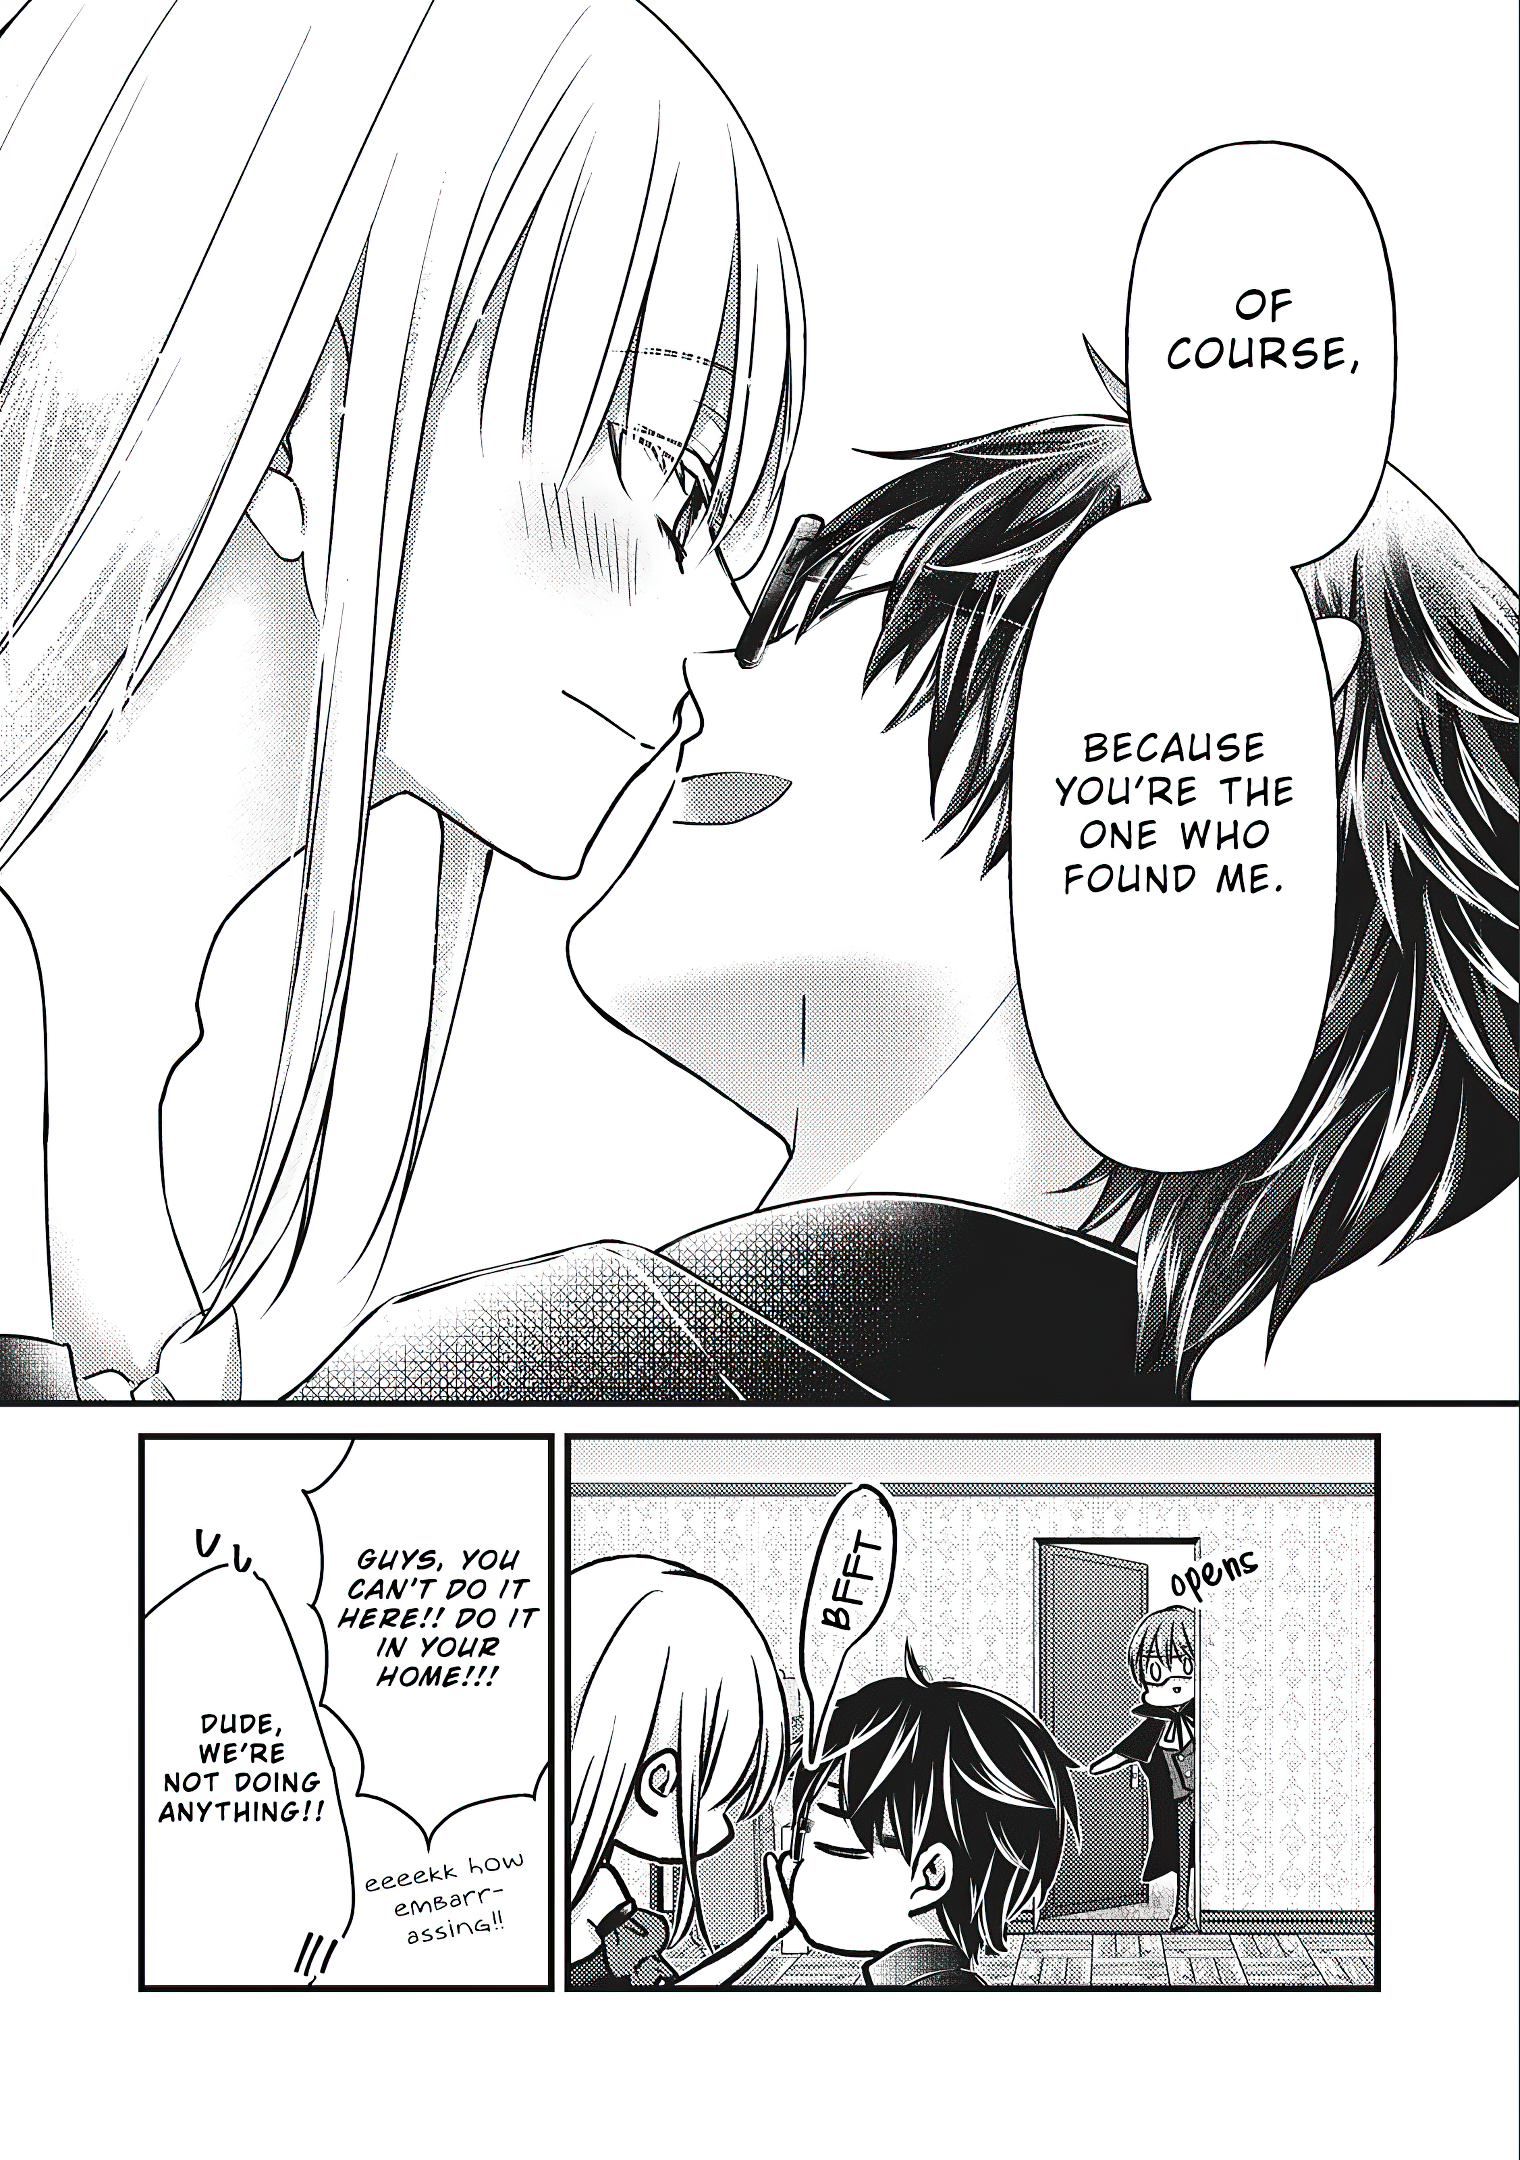 OF
COURSE,
BECAUSE
YOU'RE THE
ONE WHO
FOUND ME.
opens
BFFT
GUYS, YOU
CAN'T DO IT
HERE!! DO IT
IN YOUR
HOME!!!
eeeekk how
embarr-
assing!!
DUDE,
WE'RE
NOT DOING
ANYTHING!!